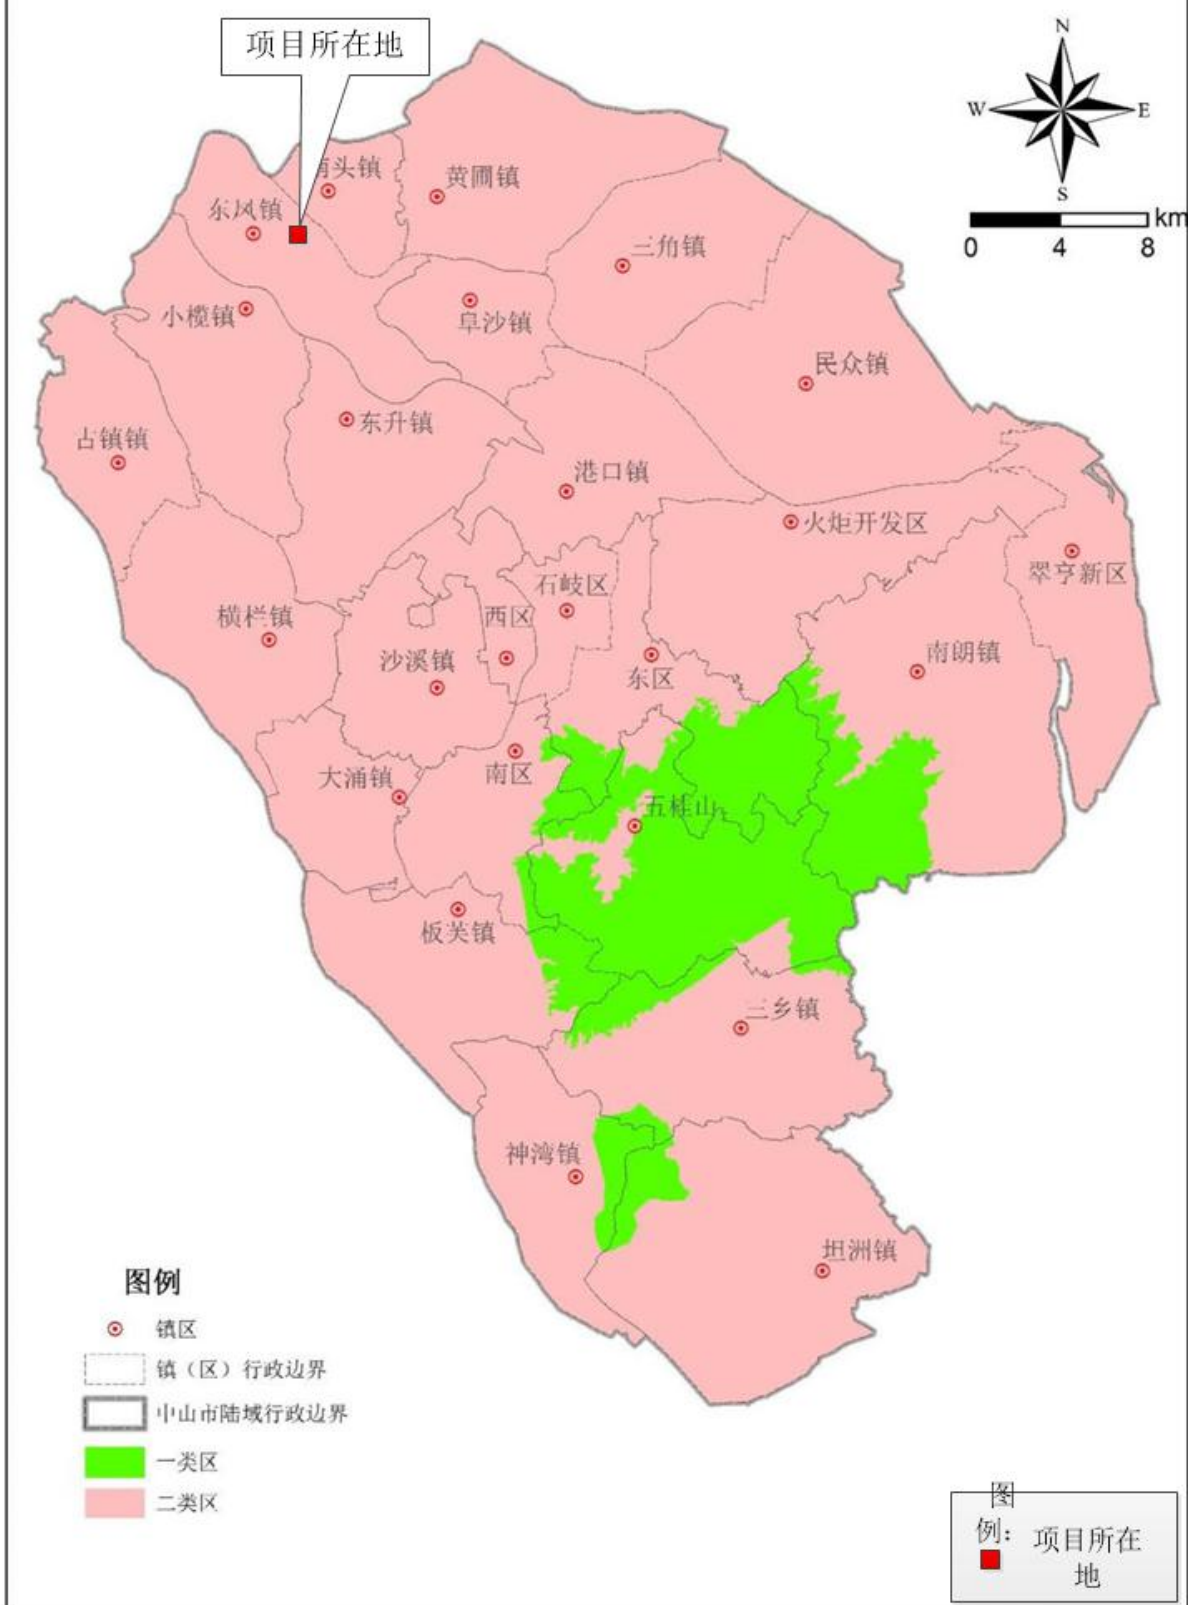 项目所在地
N
W
E
S
km
0 4 8
南头镇
黄圃镇
东凤镇
三角镇
小榄镇
阜沙镇
民众镇
东升镇
古镇镇
港口镇
火炬开发区
翠亨新区
石岐区
横栏镇
西区
沙溪镇
东区
南朗镇
大涌镇
南区
五桂山
板芙镇
三乡镇
神湾镇
坦洲镇
图例
镇区
镇（区）行政边界
中山市陆域行政边界
一类区
二类区
图
例：
项目所在
地